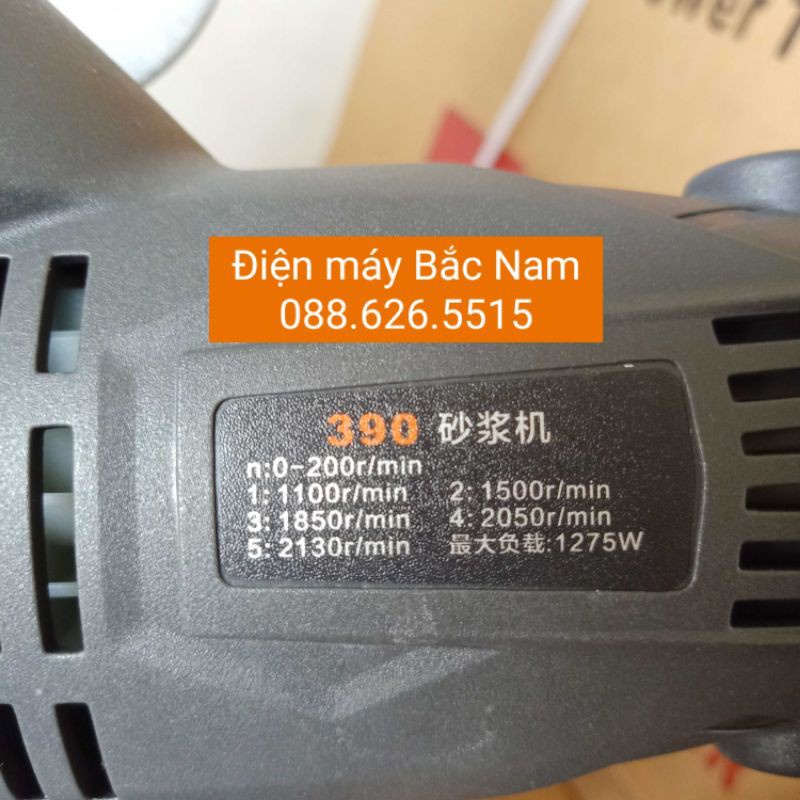 Điện máy Bắc Nam
088.626.5515
390 砂浆机
n:0-200r/min
1: 1100r/min 2: 1500r/min
3: 1850r/min 4: 2050r/min
5: 2130r/min 最大负载:1275W